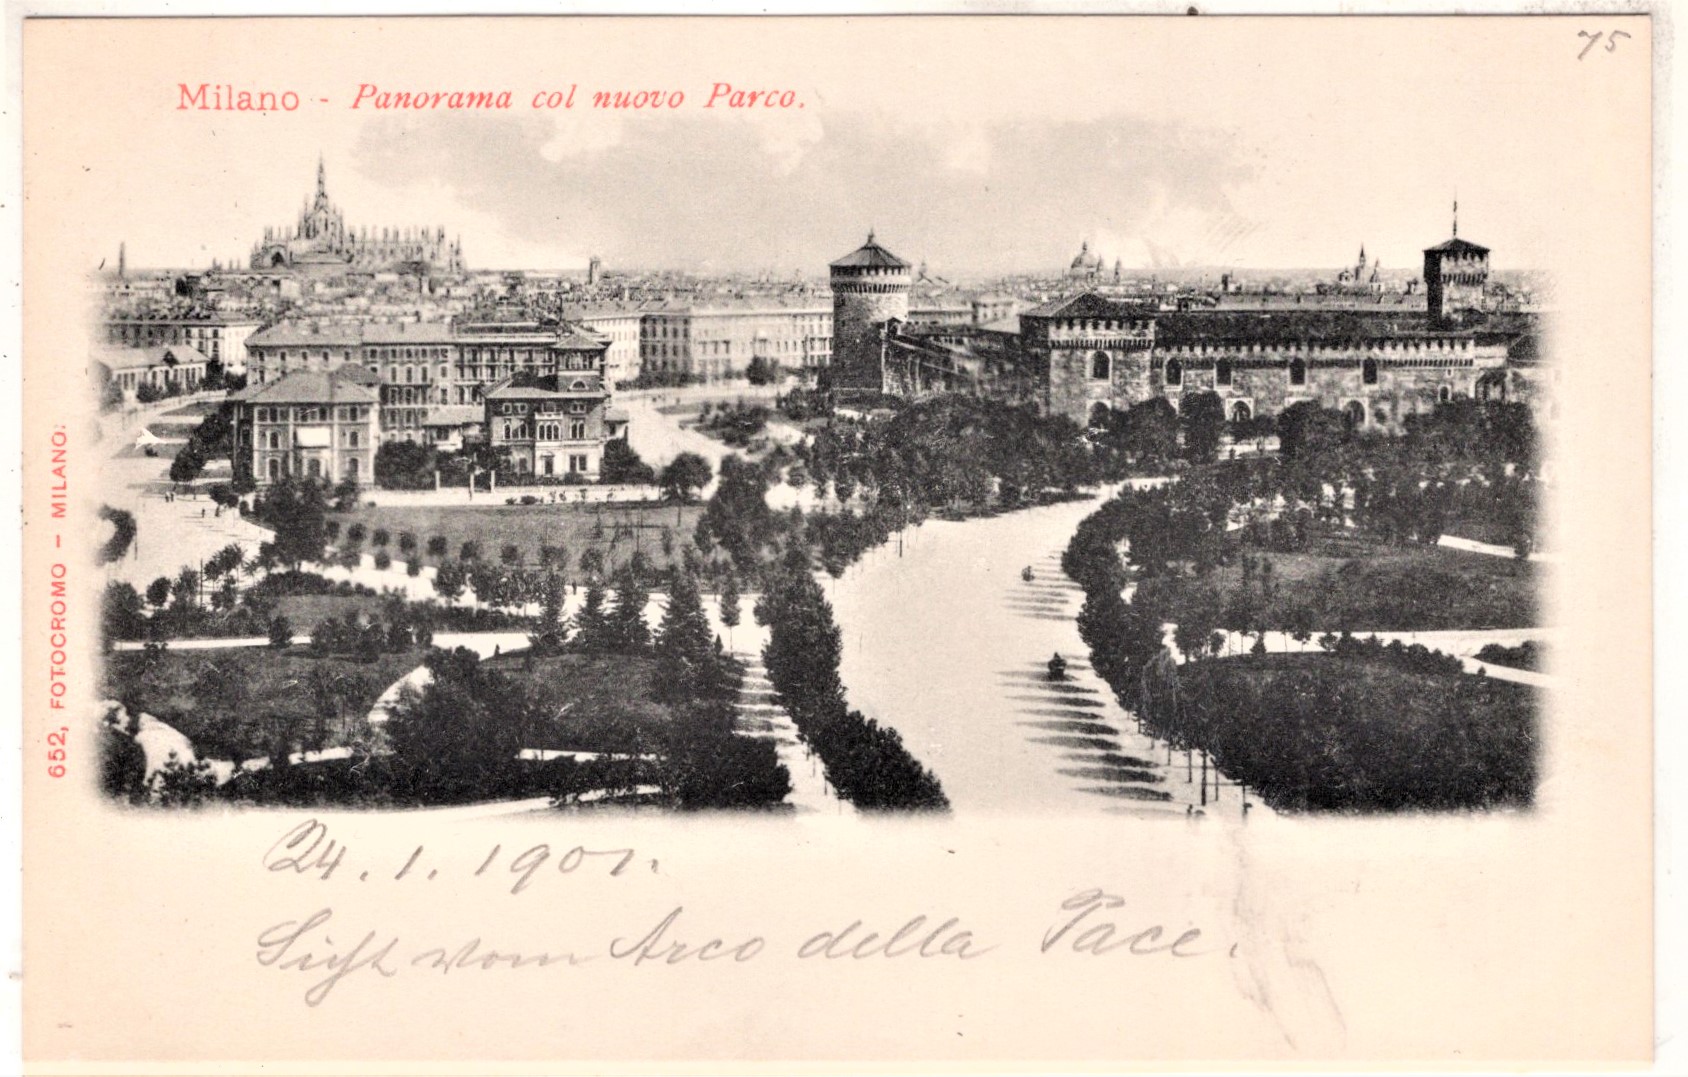 75
Milano - Panorama col nuovo Parco.
652, FOTOCROMO - MILANO.
24. 1. 1901.
Sicht vom Arco della Pace.